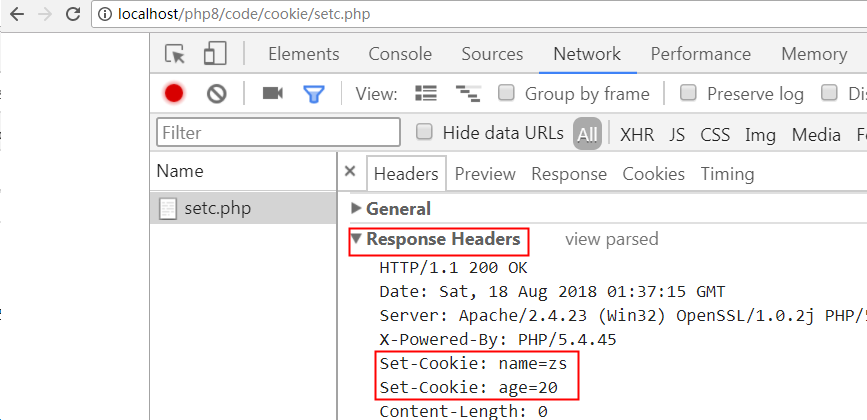 localhost/php8/code/cookie/setc.php
Elements Console Sources Network Performance Memory
View: Group by frame Preserve log
Filter Hide data URLs All XHR JS CSS Img Media
Name × Headers Preview Response Cookies Timing
setc.php
General
Response Headers view parsed
HTTP/1.1 200 OK
Date: Sat, 18 Aug 2018 01:37:15 GMT
Server: Apache/2.4.23 (Win32) OpenSSL/1.0.2j PHP/
X-Powered-By: PHP/5.4.45
Set-Cookie: name=zs
Set-Cookie: age=20
Content-Length: 0